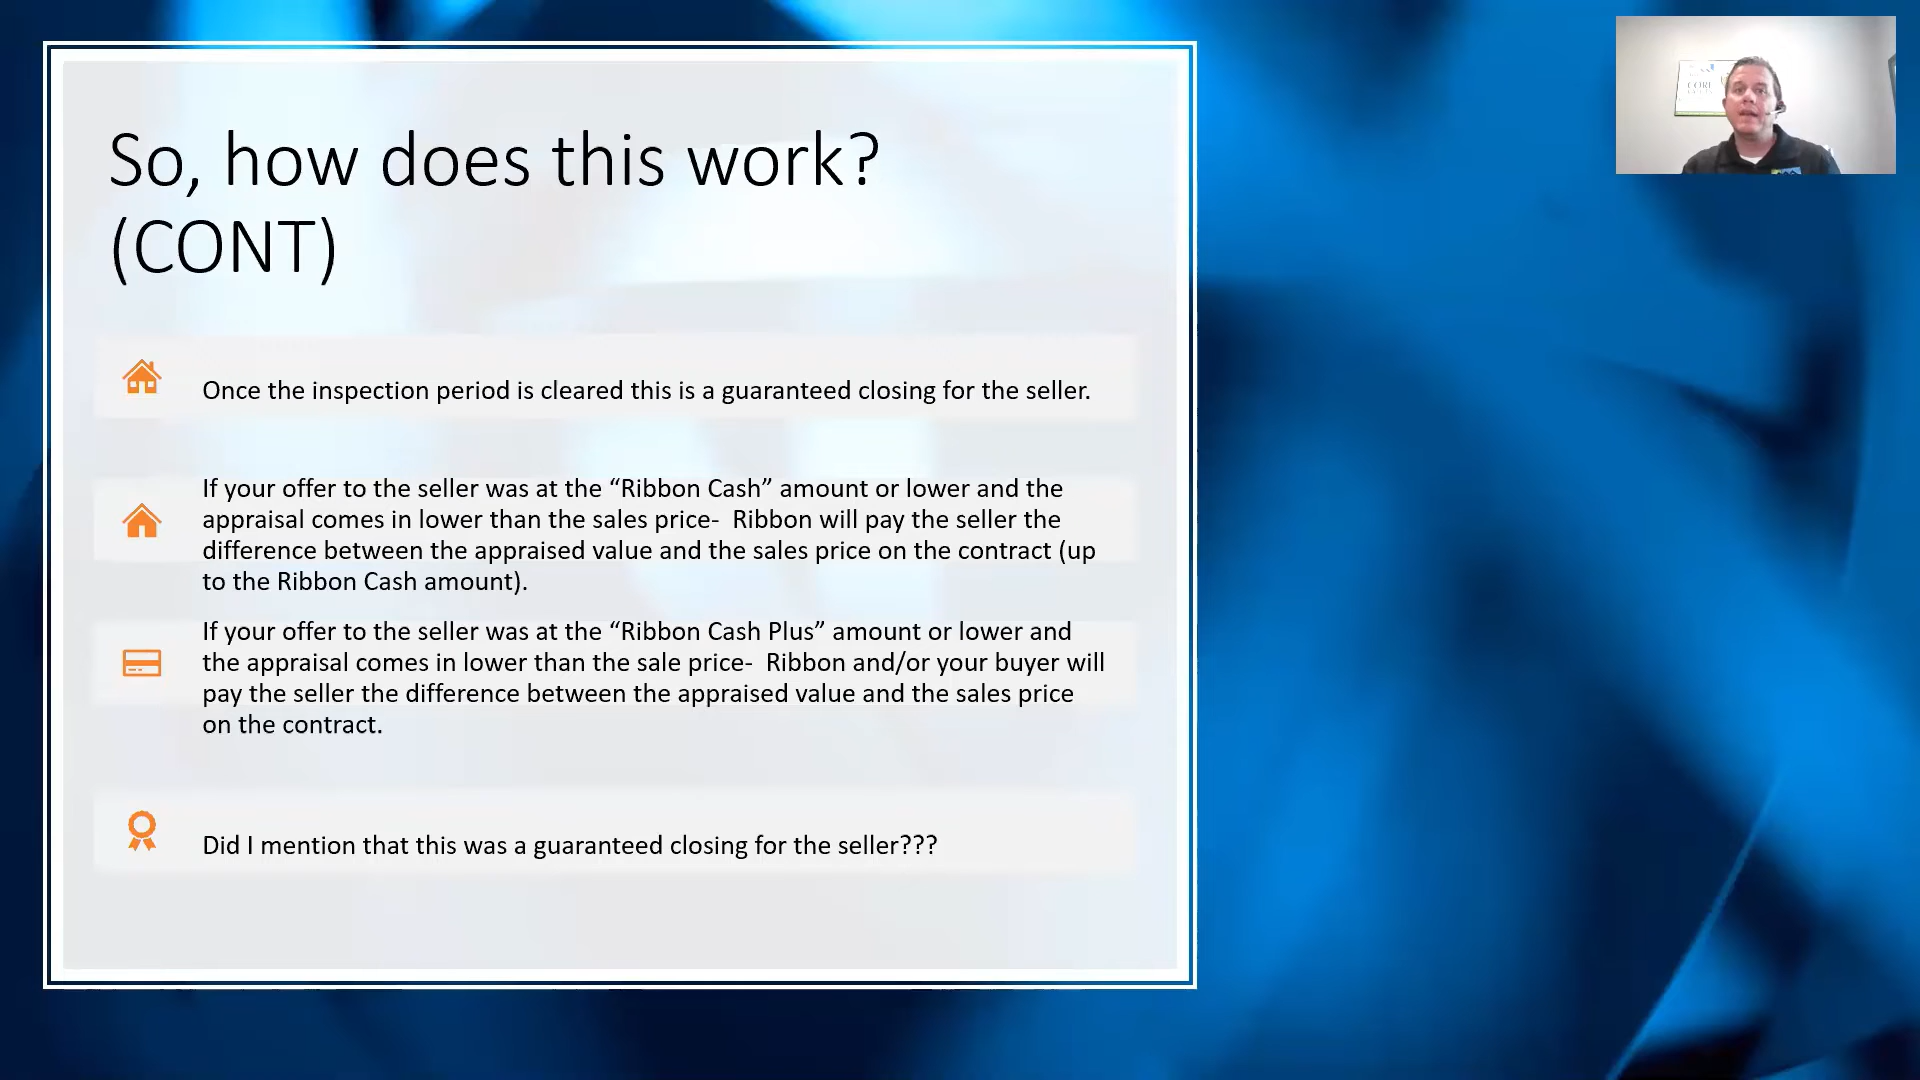 So, how does this work?
(CONT)
Once the inspection period is cleared this is a guaranteed closing for the seller.
If your offer to the seller was at the “Ribbon Cash” amount or lower and the
appraisal comes in lower than the sales price-  Ribbon will pay the seller the
difference between the appraised value and the sales price on the contract (up
to the Ribbon Cash amount).
If your offer to the seller was at the “Ribbon Cash Plus” amount or lower and
the appraisal comes in lower than the sale price-  Ribbon and/or your buyer will
pay the seller the difference between the appraised value and the sales price
on the contract.
Did I mention that this was a guaranteed closing for the seller???